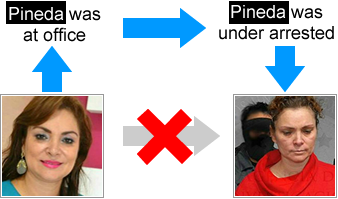 Pineda was
at office
Pineda was
under arrested